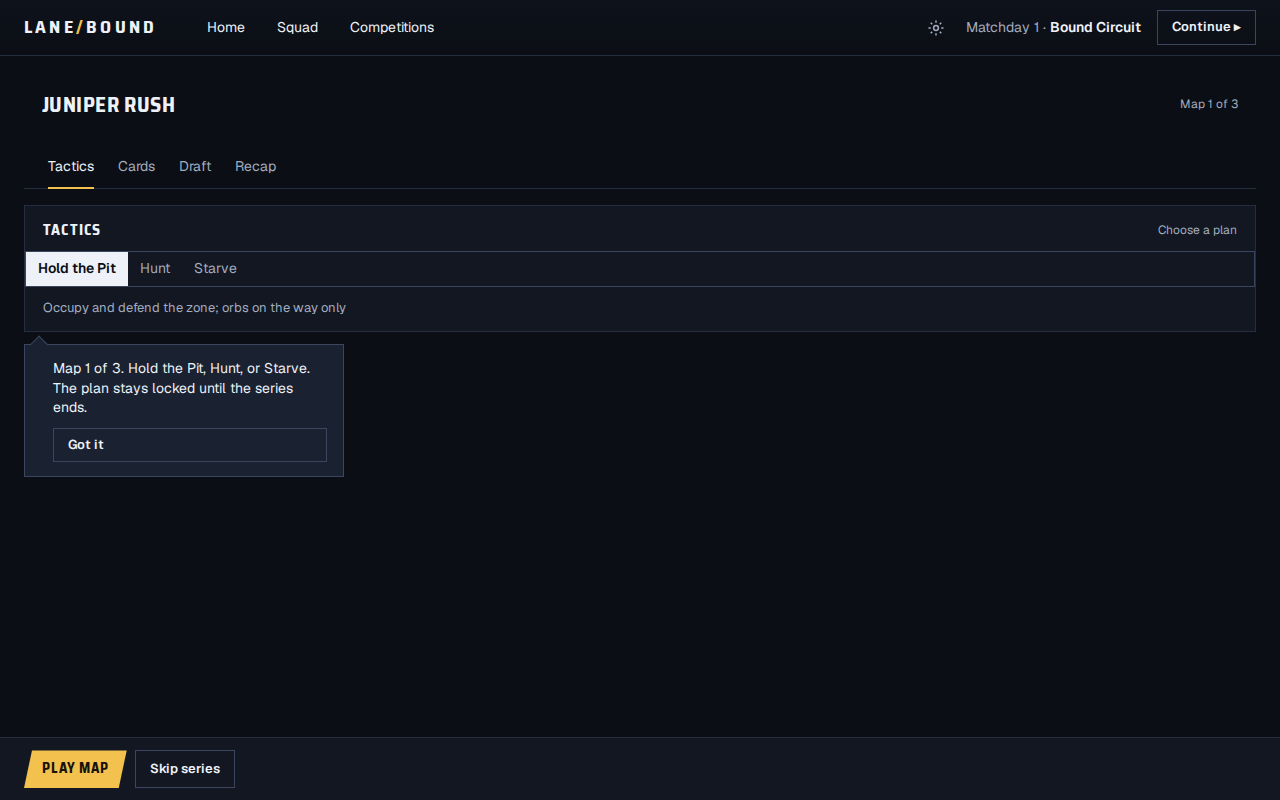 LANE/BOUND Home Squad Competitions Matchday 1 · Bound Circuit Continue ▸
JUNIPER RUSH Map 1 of 3
Tactics Cards Draft Recap
TACTICS Choose a plan
Hold the Pit Hunt Starve
Occupy and defend the zone; orbs on the way only
Map 1 of 3. Hold the Pit, Hunt, or Starve.
The plan stays locked until the series
ends.
Got it
PLAY MAP Skip series